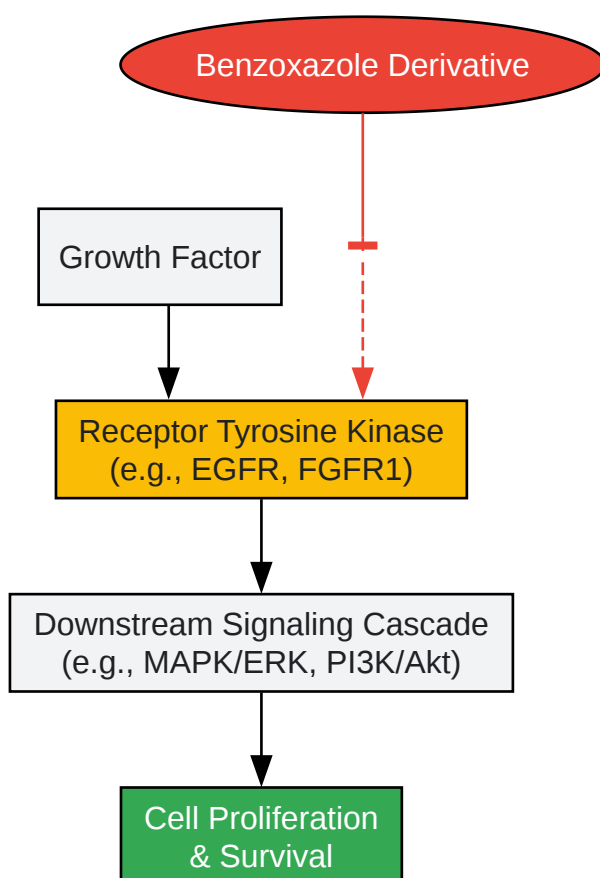 Benzoxazole Derivative
Growth Factor
Receptor Tyrosine Kinase
(e.g., EGFR, FGFR1)
Downstream Signaling Cascade
(e.g., MAPK/ERK, PI3K/Akt)
Cell Proliferation
& Survival